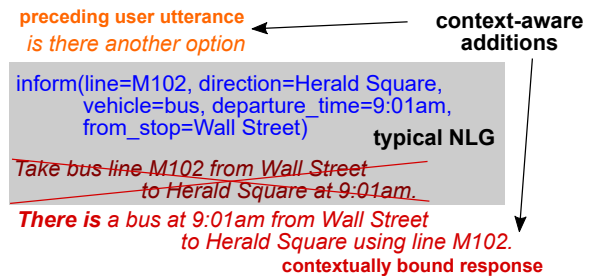 preceding user utterance
is there another option
context-aware
additions
inform(line=M102, direction=Herald Square,
vehicle=bus, departure_time=9:01am,
from_stop=Wall Street)
typical NLG
Take bus line M102 from Wall Street
to Herald Square at 9:01am.
There is a bus at 9:01am from Wall Street
to Herald Square using line M102.
contextually bound response